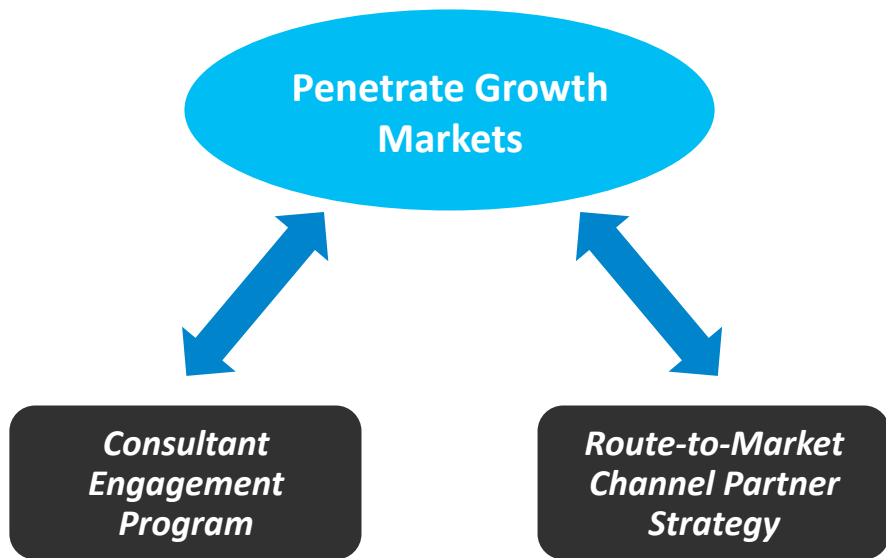 Penetrate Growth
Markets
Consultant
Engagement
Program
Route-to-Market
Channel Partner
Strategy